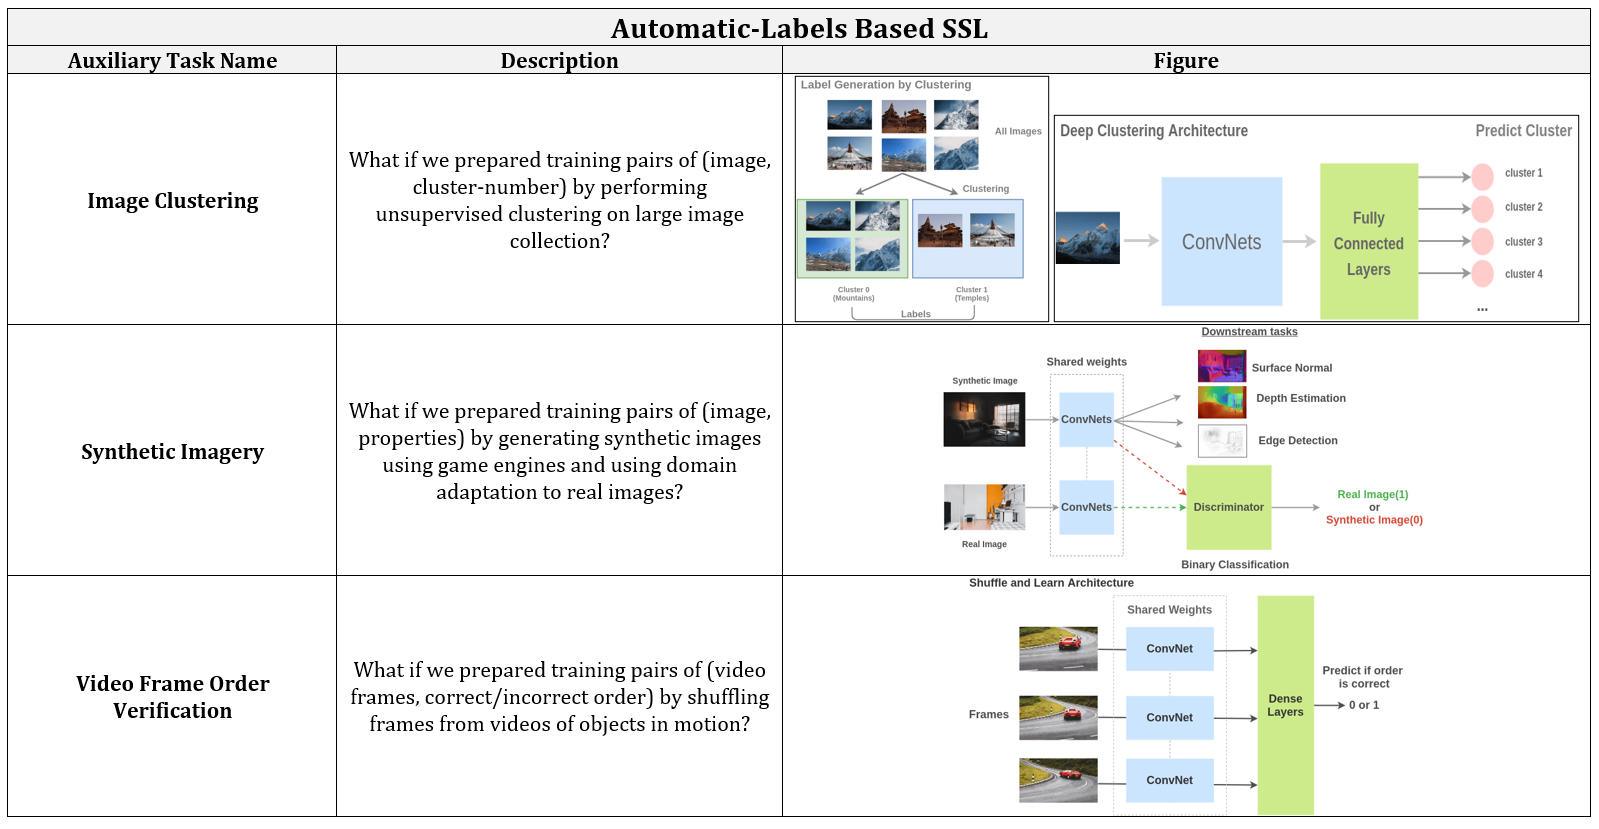 Automatic-Labels Based SSL
Auxiliary Task Name
Description
Figure
Image Clustering
What if we prepared training pairs of (image,
cluster-number) by performing
unsupervised clustering on large image
collection?
Label Generation by Clustering
All Images
Clustering
Cluster 0
(Mountains)
Cluster 1
(Temples)
Labels
Deep Clustering Architecture
Predict Cluster
ConvNets
Fully
Connected
Layers
cluster 1
cluster 2
cluster 3
cluster 4
...
Synthetic Imagery
What if we prepared training pairs of (image,
properties) by generating synthetic images
using game engines and using domain
adaptation to real images?
Downstream tasks
Shared weights
Synthetic Image
ConvNets
Surface Normal
Depth Estimation
Edge Detection
ConvNets
Real Image
Discriminator
Real Image(1)
or
Synthetic Image(0)
Binary Classification
Video Frame Order
Verification
What if we prepared training pairs of (video
frames, correct/incorrect order) by shuffling
frames from videos of objects in motion?
Shuffle and Learn Architecture
Shared Weights
Frames
ConvNet
ConvNet
ConvNet
Dense
Layers
Predict if order
is correct
0 or 1